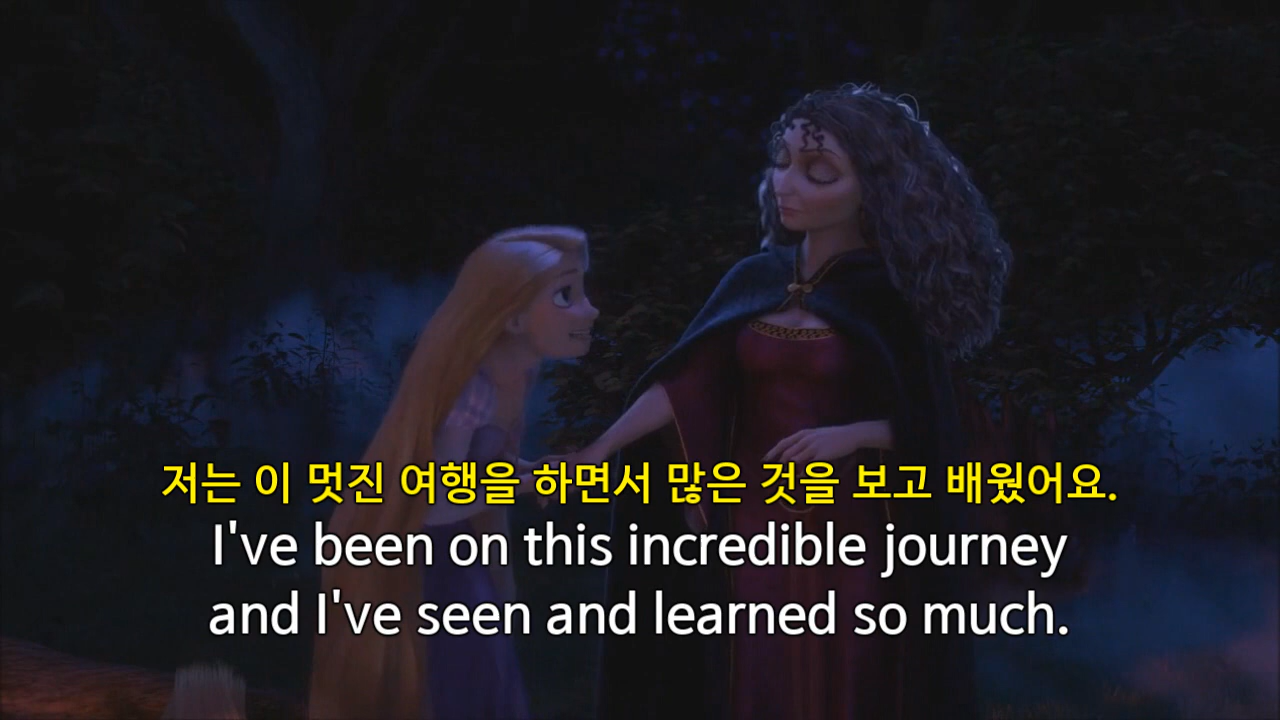 저는 이 멋진 여행을 하면서 많은 것을 보고 배웠어요.
I've been on this incredible journey
and I've seen and learned so much.